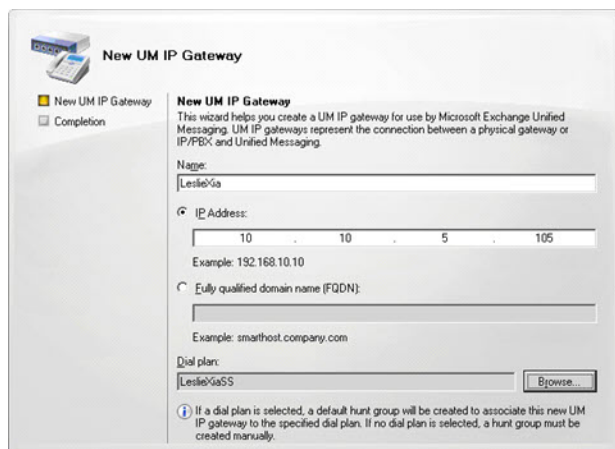 New UM IP Gateway
New UM IP Gateway
Completion
New UM IP Gateway
This wizard helps you create a UM IP gateway for use by Microsoft Exchange Unified
Messaging. UM IP gateways represent the connection between a physical gateway or
IP/PBX and Unified Messaging.
Name:
LeslieXia
IP Address:
10 . 10 . 5 . 105
Example: 192.168.10.10
Fully qualified domain name (FQDN):
Example: smarthost.company.com
Dial plan:
LeslieXiaSS
Browse...
If a dial plan is selected, a default hunt group will be created to associate this new UM
IP gateway to the specified dial plan. If no dial plan is selected, a hunt group must be
created manually.